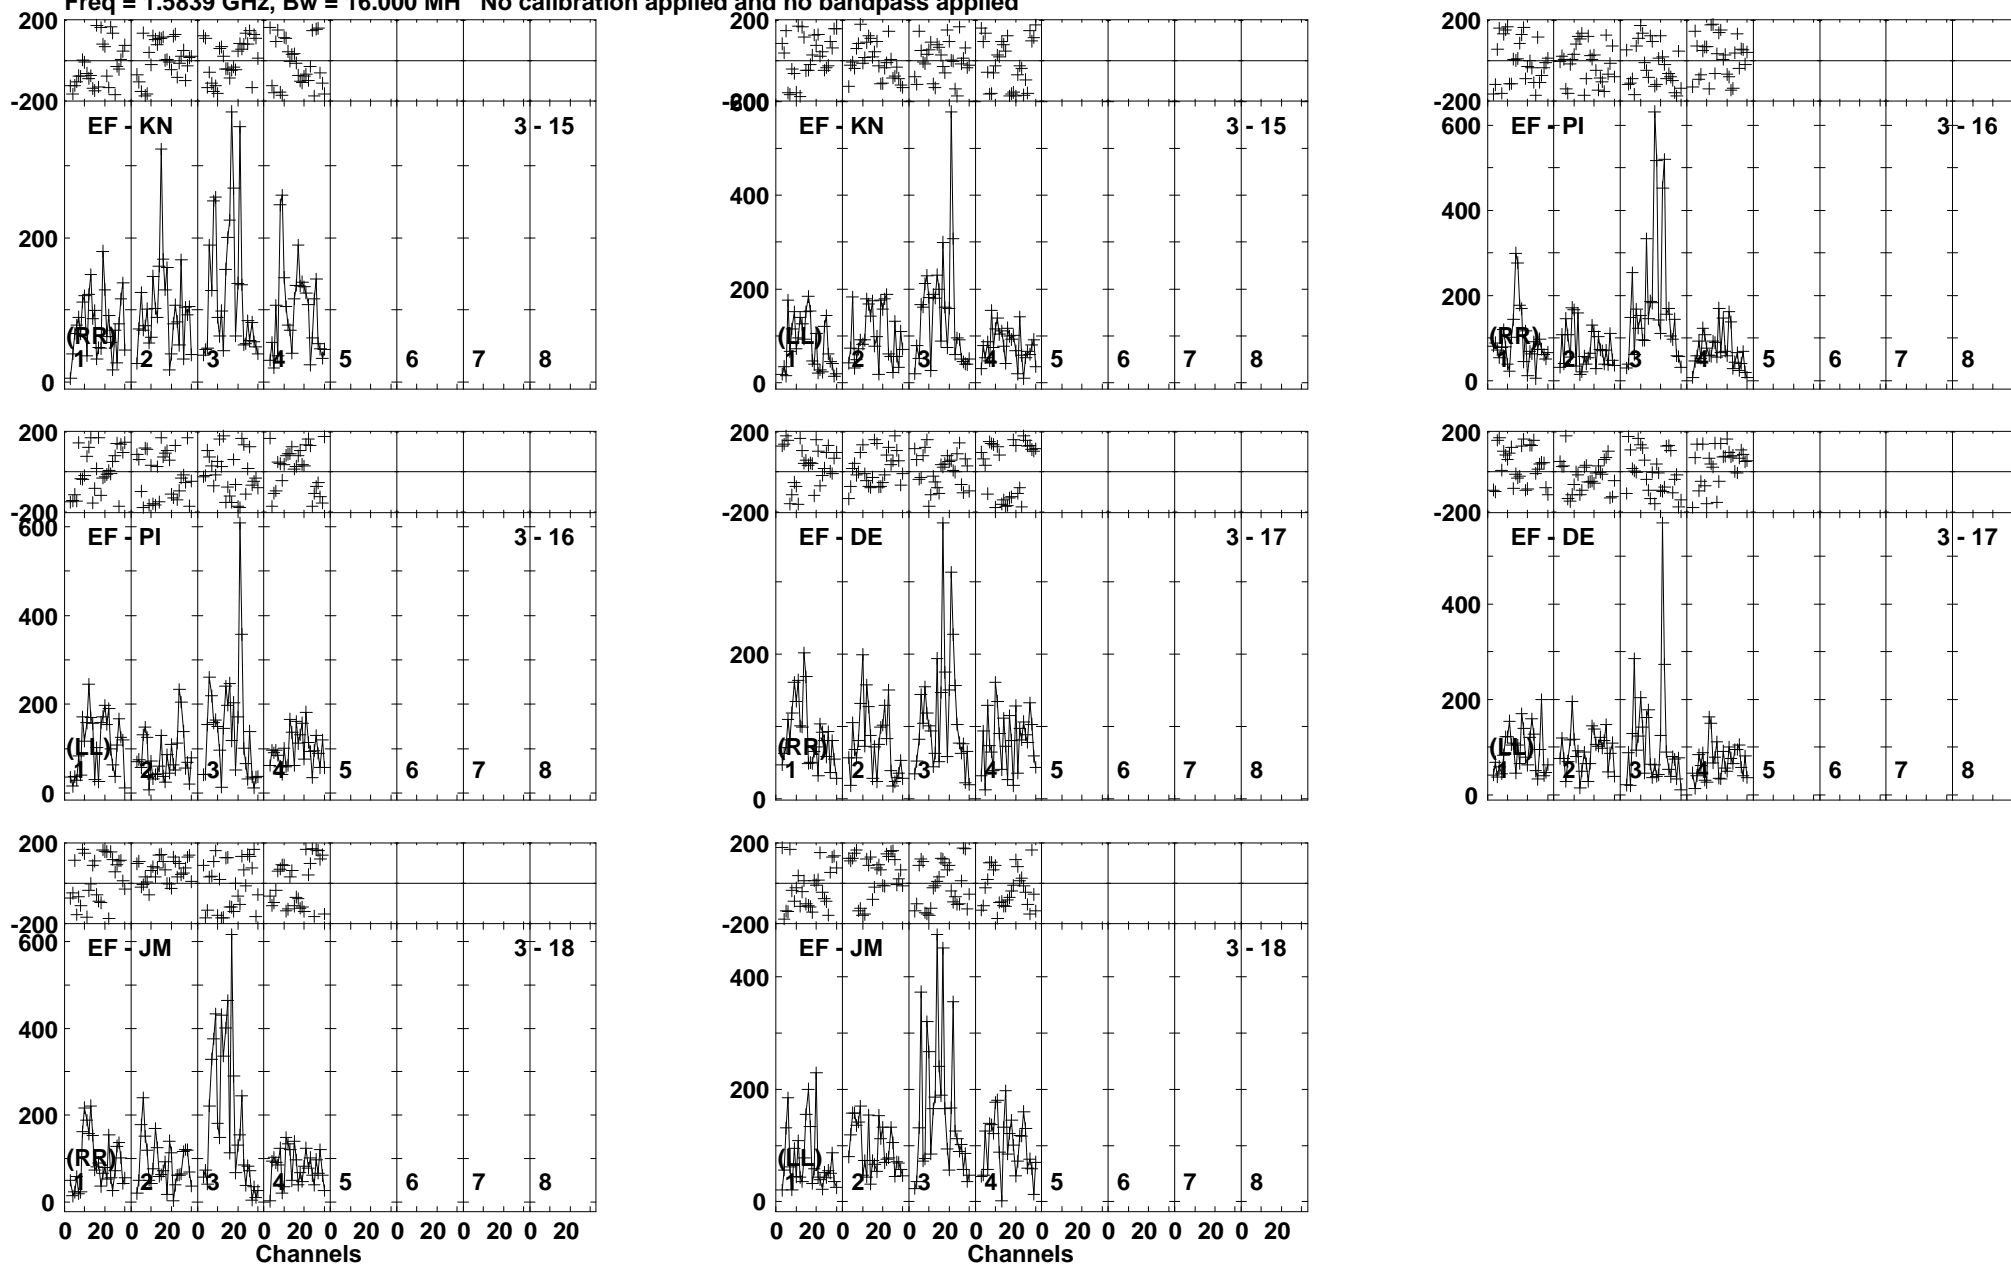 Freq = 1.5839 GHz, Bw = 16.000 MH No calibration applied and no bandpass applied
200 200 200
-200 -200
EF - KN 3 - 15 EF - KN 3 - 15 EF - PI 3 - 16
600
400 400
200 200 200
(RR) (LL) (RR)
1 2 3 4 5 6 7 8 1 2 3 4 5 6 7 8 1 2 3 4 5 6 7 8
0 0 0
200 200 200
-200 -200 -200
600
EF - PI 3 - 16 EF - DE 3 - 17 EF - DE 3 - 17
400 400
200 200 200
(LL) (RR) (LL)
1 2 3 4 5 6 7 8 1 2 3 4 5 6 7 8 1 2 3 4 5 6 7 8
0 0 0
200 200
-200 -200
600
EF - JM 3 - 18 EF - JM 3 - 18
400 400
200 200
(RR) (LL)
1 2 3 4 5 6 7 8 1 2 3 4 5 6 7 8
0 0
0 20 0 20 0 20 0 20 0 20 0 20 0 20 0 20 0 20 0 20 0 20 0 20 0 20 0 20 0 20 0 20
Channels Channels